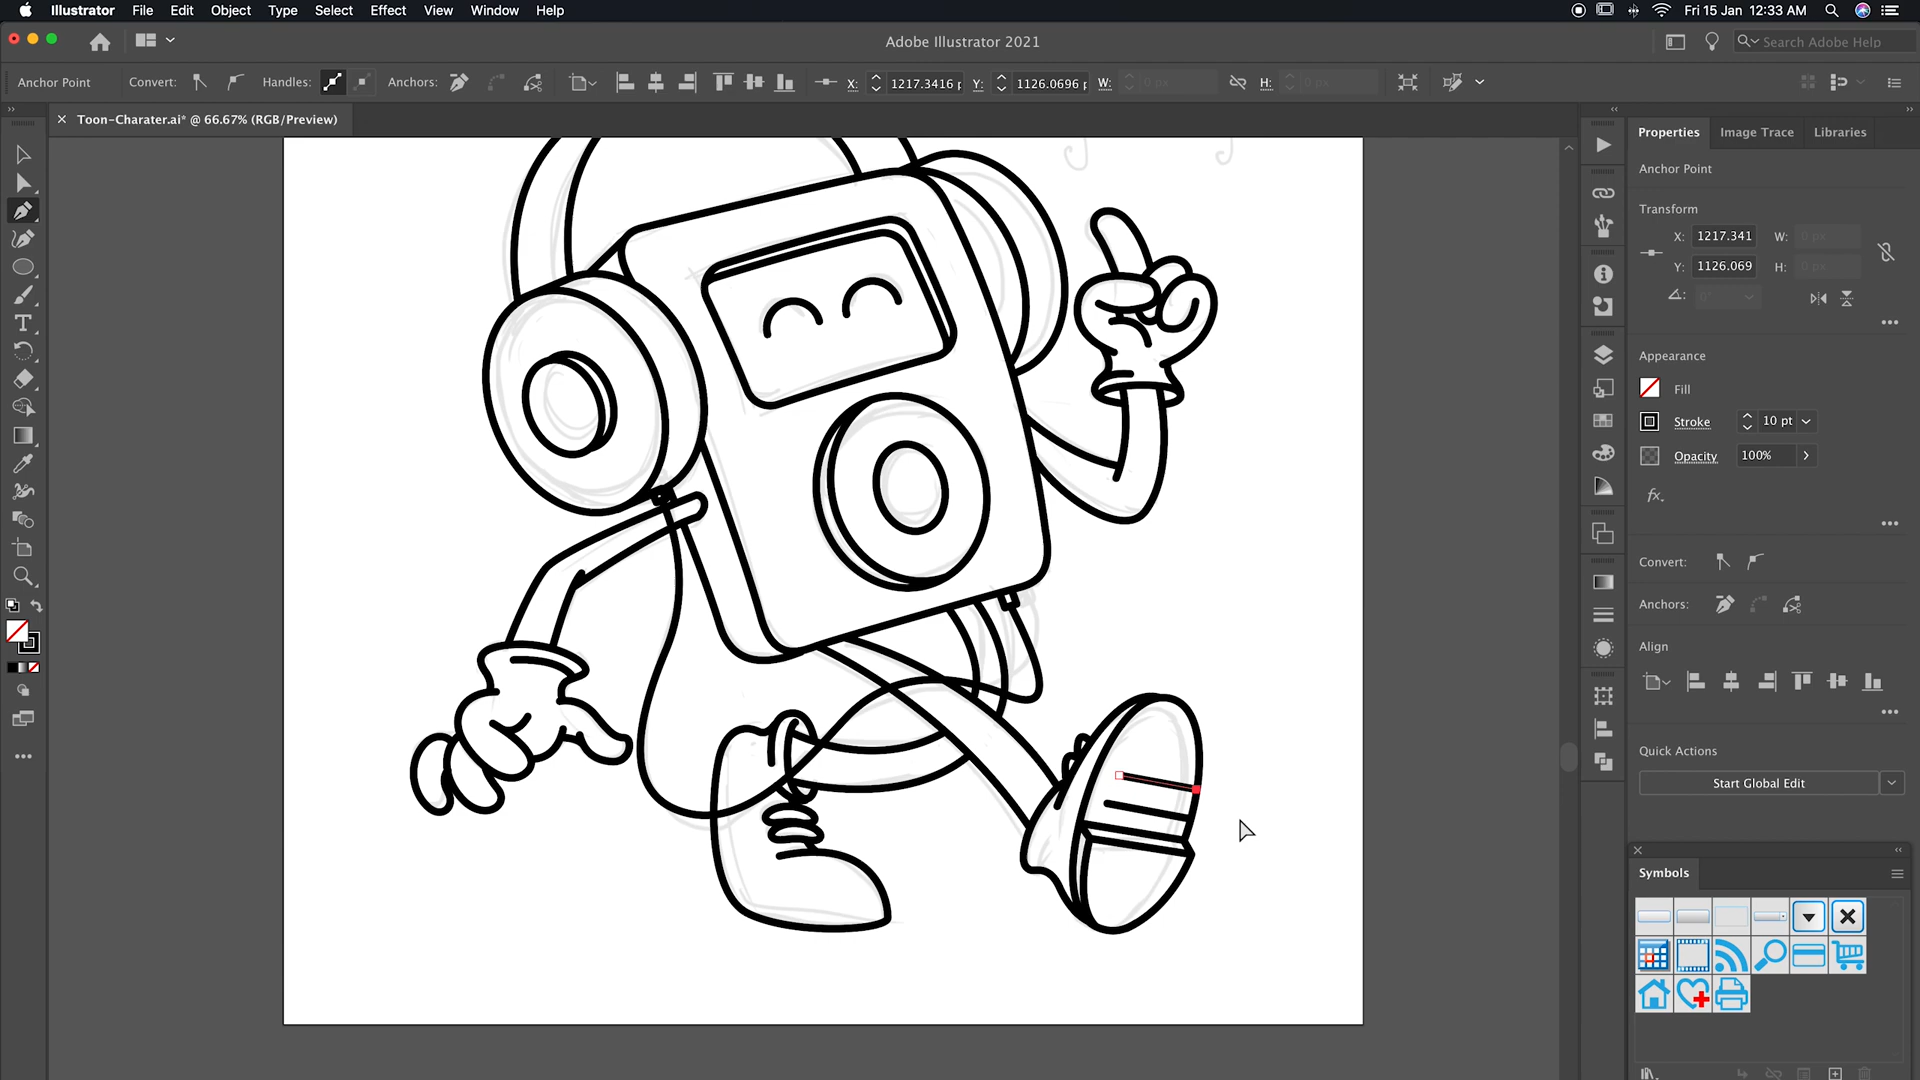 Illustrator File Edit Object Type Select Effect View Window Help
Fri 15 Jan 12:33 AM
Adobe Illustrator 2021
Search Adobe Help
Anchor Point Convert: Handles: Anchors: X: 1217.3416 Y: 1126.0696 W: 0 px H: 0 px
Toon-Charater.ai* @ 66.67% (RGB/Preview)
Properties Image Trace Libraries
Anchor Point
Transform
X: 1217.341 W: 0 px
Y: 1126.069 H: 0 px
0°
Appearance
Fill
Stroke 10 pt
Opacity 100%
fx.
Convert:
Anchors:
Align
Quick Actions
Start Global Edit
Symbols